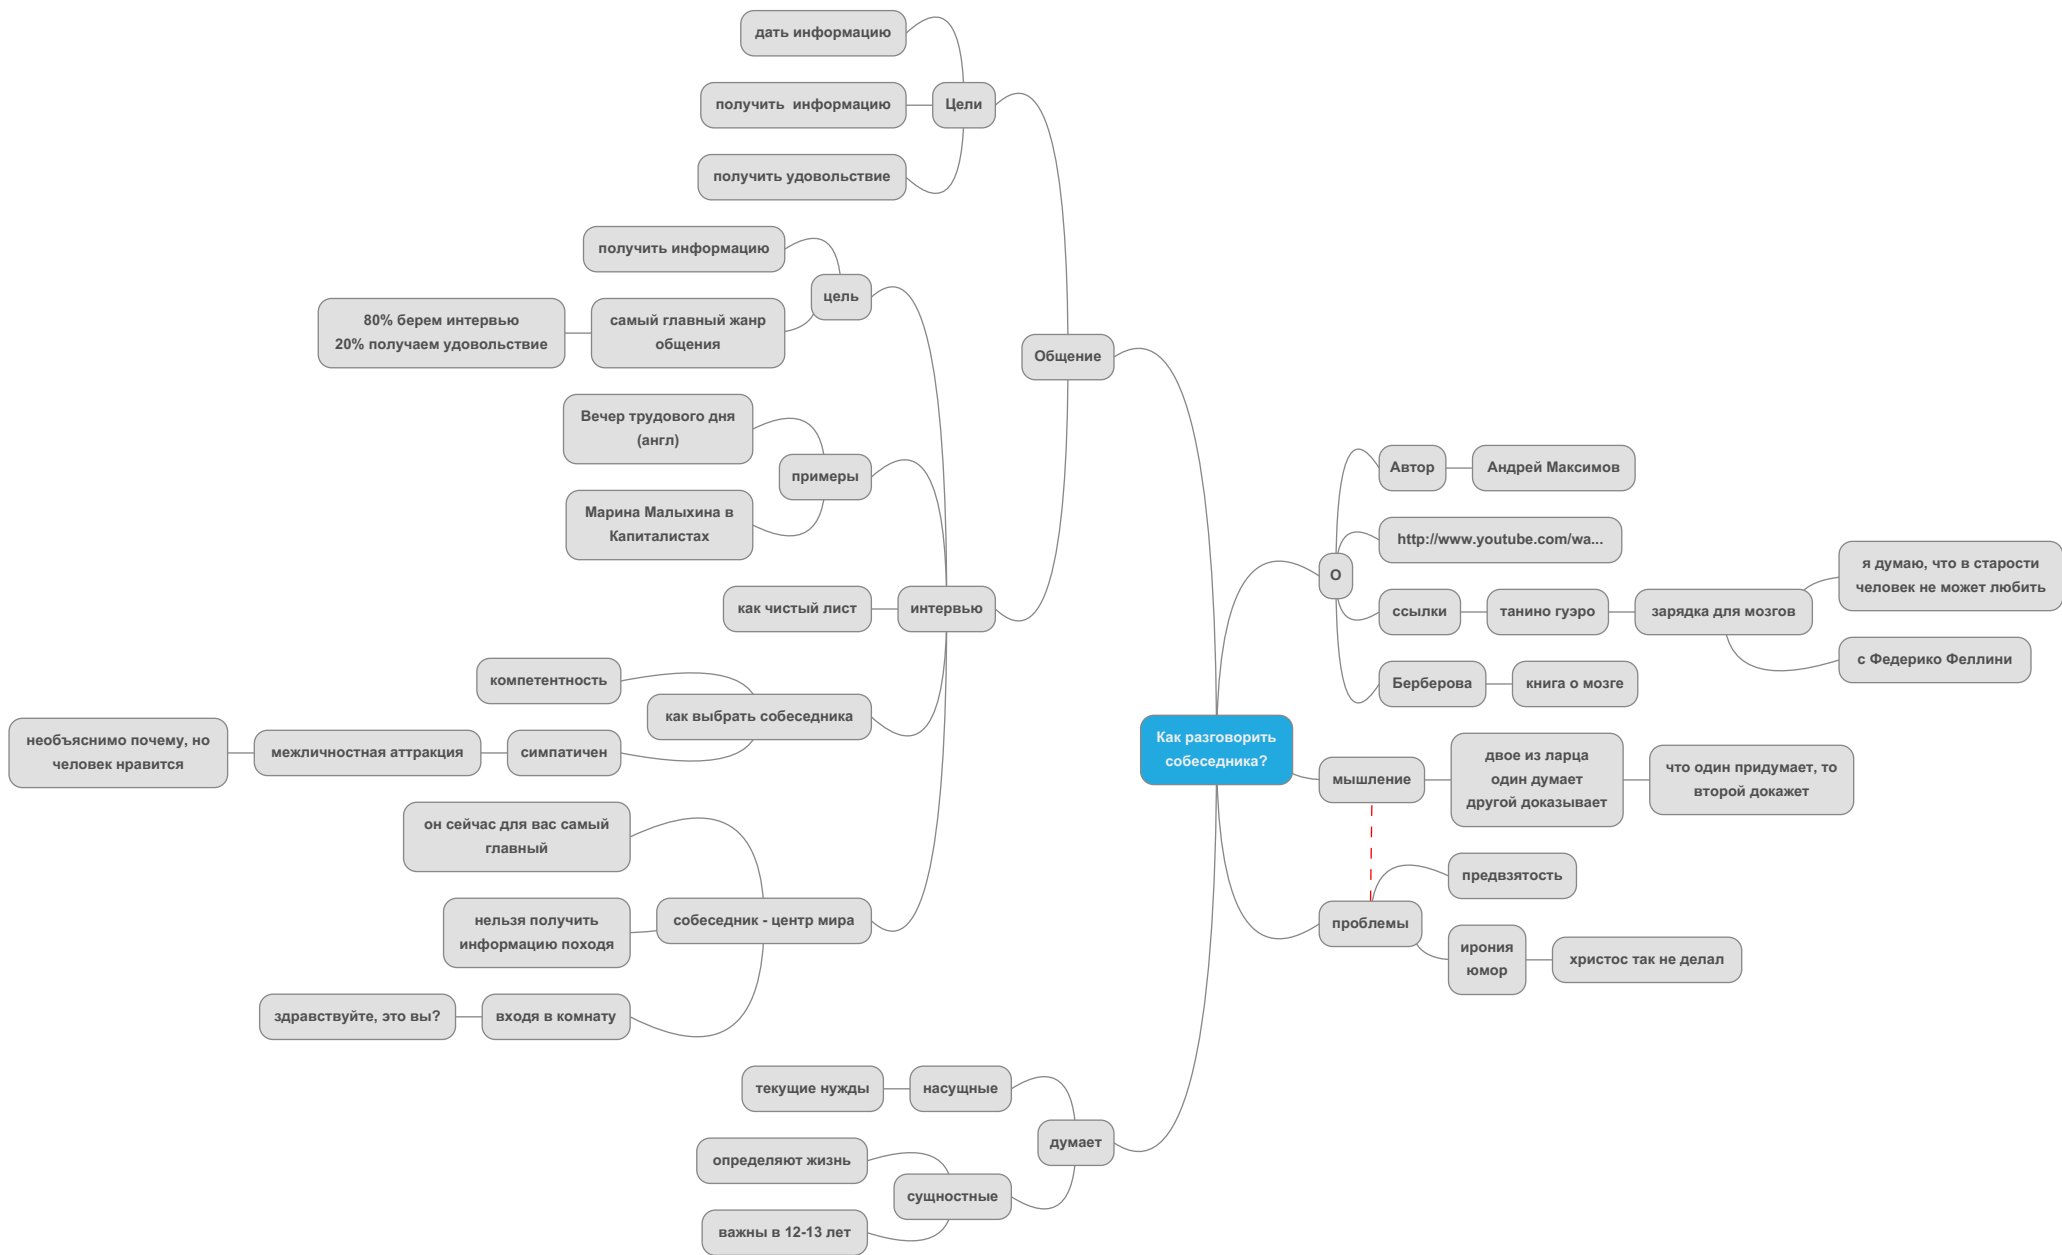 дать информацию
получить  информацию
получить удовольствие
Цели
получить информацию
цель
80% берем интервью
20% получаем удовольствие
самый главный жанр
общения
Общение
Вечер трудового дня
(англ)
примеры
Марина Малыхина в
Капиталистах
как чистый лист
интервью
компетентность
как выбрать собеседника
необъяснимо почему, но
человек нравится
межличностная аттракция
симпатичен
он сейчас для вас самый
главный
нельзя получить
информацию походя
собеседник - центр мира
здравствуйте, это вы?
входя в комнату
текущие нужды
насущные
думает
определяют жизнь
сущностные
важны в 12-13 лет
Как разговорить
собеседника?
Автор
Андрей Максимов
http://www.youtube.com/wa...
О
ссылки
танино гуэро
зарядка для мозгов
я думаю, что в старости
человек не может любить
с Федерико Феллини
Берберова
книга о мозге
мышление
двое из ларца
один думает
другой доказывает
что один придумает, то
второй докажет
предвзятость
проблемы
ирония
юмор
христос так не делал